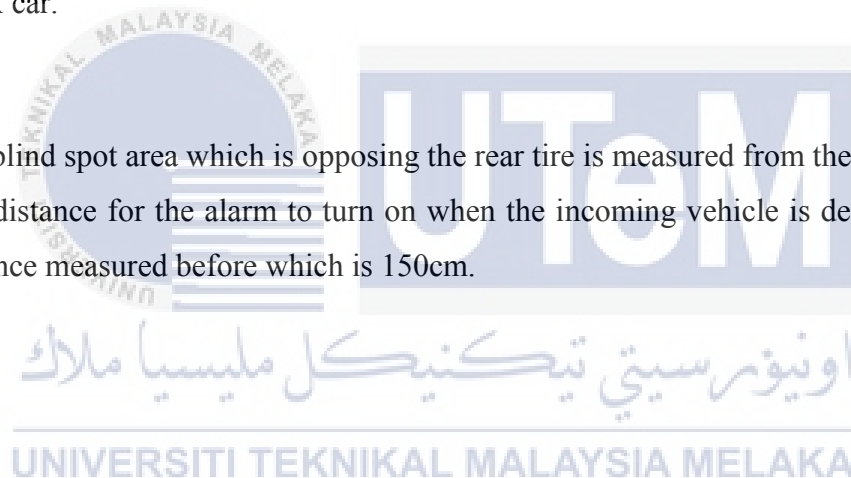 car.
blind spot area which is opposing the rear tire is measured from the
distance for the alarm to turn on when the incoming vehicle is de
nce measured before which is 150cm.
UTeM
اونيۏرسيتي تيكنيكل مليسيا ملاك
UNIVERSITI TEKNIKAL MALAYSIA MELAKA